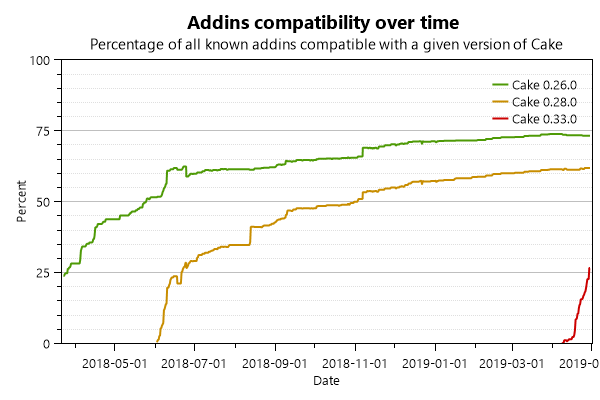 Addins compatibility over time
Percentage of all known addins compatible with a given version of Cake
100
75
50
25
0
Percent
Cake 0.26.0
Cake 0.28.0
Cake 0.33.0
2018-05-01 2018-07-01 2018-09-01 2018-11-01 2019-01-01 2019-03-01 2019-0
Date